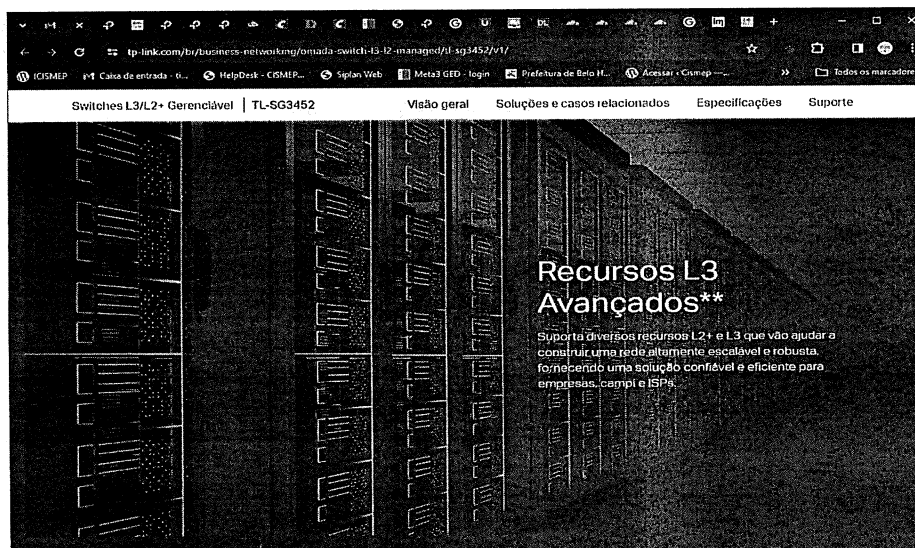 DL
G
tp-link.com/br/business-networking/omada-switch-l3-l2-managed/tl-sg3452/v1/
ICISMEP
Caixa de entrada - ti...
HelpDesk - CISMEP...
Siplan Web
Meta3 GED - login
Prefeitura de Belo H...
Acessar ‹ Cismep —...
»
Todos os marcadore
Switches L3/L2+ Gerenciável | TL-SG3452
Visão geral
Soluções e casos relacionados
Especificações
Suporte
Recursos L3
Avançados**
Suporta diversos recursos L2+ e L3 que vão ajudar a
construir uma rede altamente escalável e robusta,
fornecendo uma solução confiável e eficiente para
empresas, campi e ISPs.